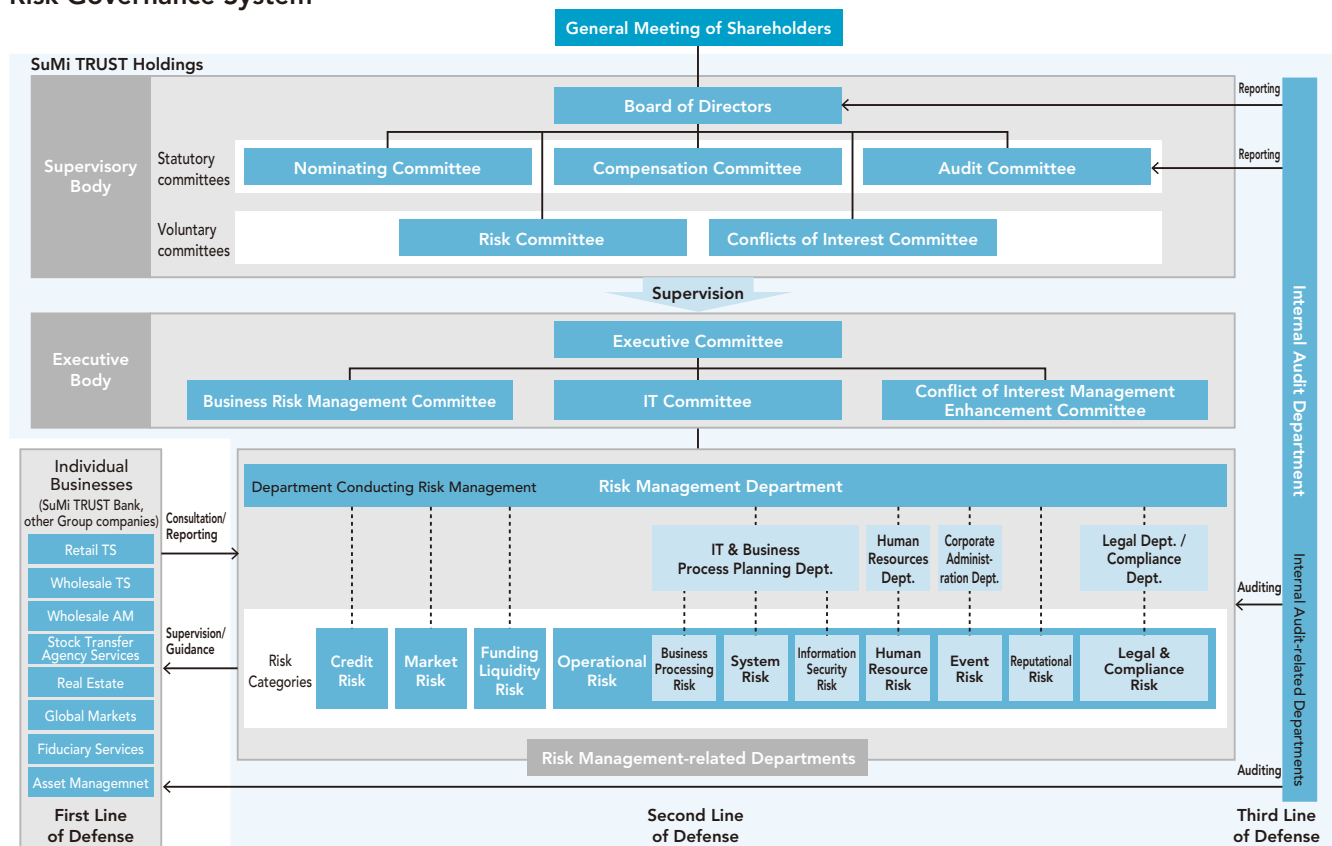 Risk Governance System
General Meeting of Shareholders
SuMi TRUST Holdings
Supervisory
Body
Board of Directors
Reporting
Statutory
committees
Nominating Committee
Compensation Committee
Audit Committee
Reporting
Voluntary
committees
Risk Committee
Conflicts of Interest Committee
Supervision
Executive
Body
Executive Committee
Business Risk Management Committee
IT Committee
Conflict of Interest Management
Enhancement Committee
Internal Audit Department
Internal Audit-related Departments
Individual
Businesses
(SuMi TRUST Bank,
other Group companies)
Retail TS
Wholesale TS
Wholesale AM
Stock Transfer
Agency Services
Real Estate
Global Markets
Fiduciary Services
Asset Managemnet
First Line
of Defense
Consultation/
Reporting
Supervision/
Guidance
Department Conducting Risk Management
Risk Management Department
IT & Business
Process Planning Dept.
Human
Resources
Dept.
Corporate
Administ-
ration Dept.
Legal Dept. /
Compliance
Dept.
Auditing
Risk
Categories
Credit
Risk
Market
Risk
Funding
Liquidity
Risk
Operational
Risk
Business
Processing
Risk
System
Risk
Information
Security
Risk
Human
Resource
Risk
Event
Risk
Reputational
Risk
Legal &
Compliance
Risk
Risk Management-related Departments
Auditing
Second Line
of Defense
Third Line
of Defense